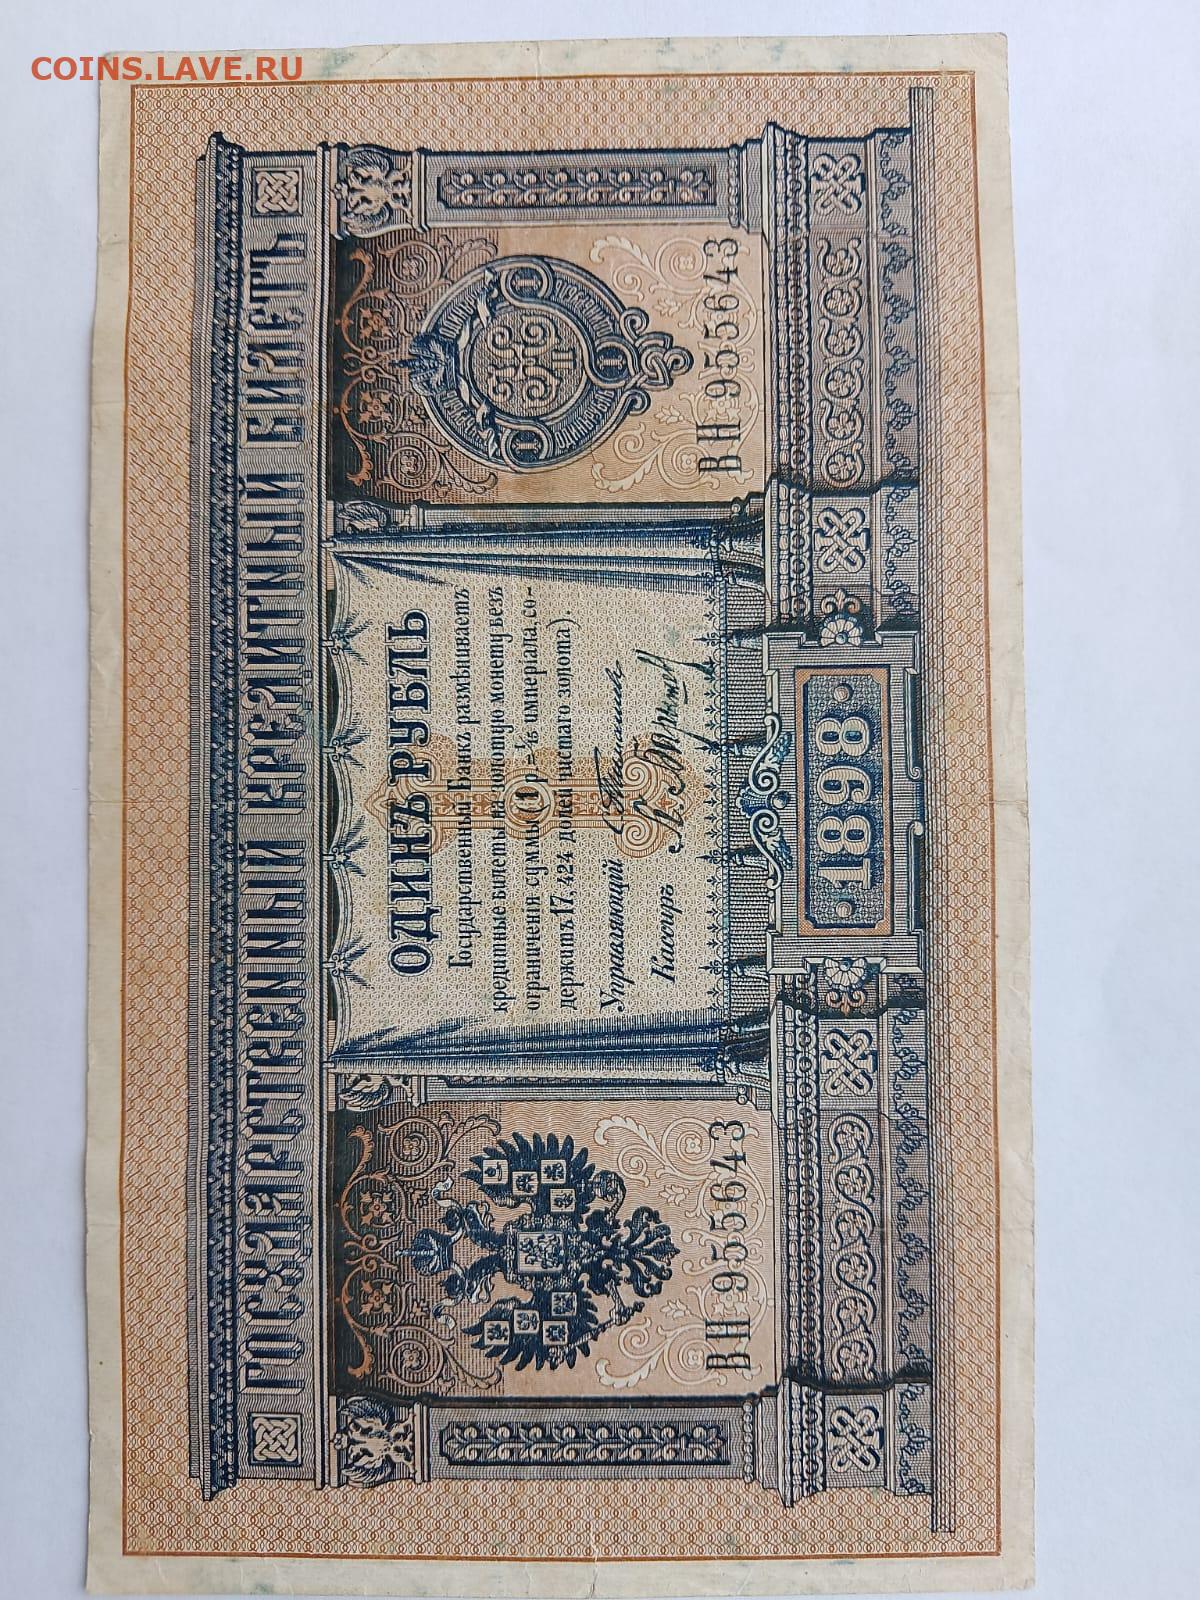 COINS.LAVE.RU
ГОСУДАРСТВЕННЫЙ КРЕДИТНЫЙ БИЛЕТЪ
ОДИНЪ РУБЛЬ
Государственный Банкъ размѣниваетъ
кредитные билеты на золотую монету безъ
ограниченія суммы (1 р. = 1/15 имперіала, со-
держитъ 17,424 долей чистаго золота).
Управляющій
Кассиръ
ВН 955643
ВН 955643
1898